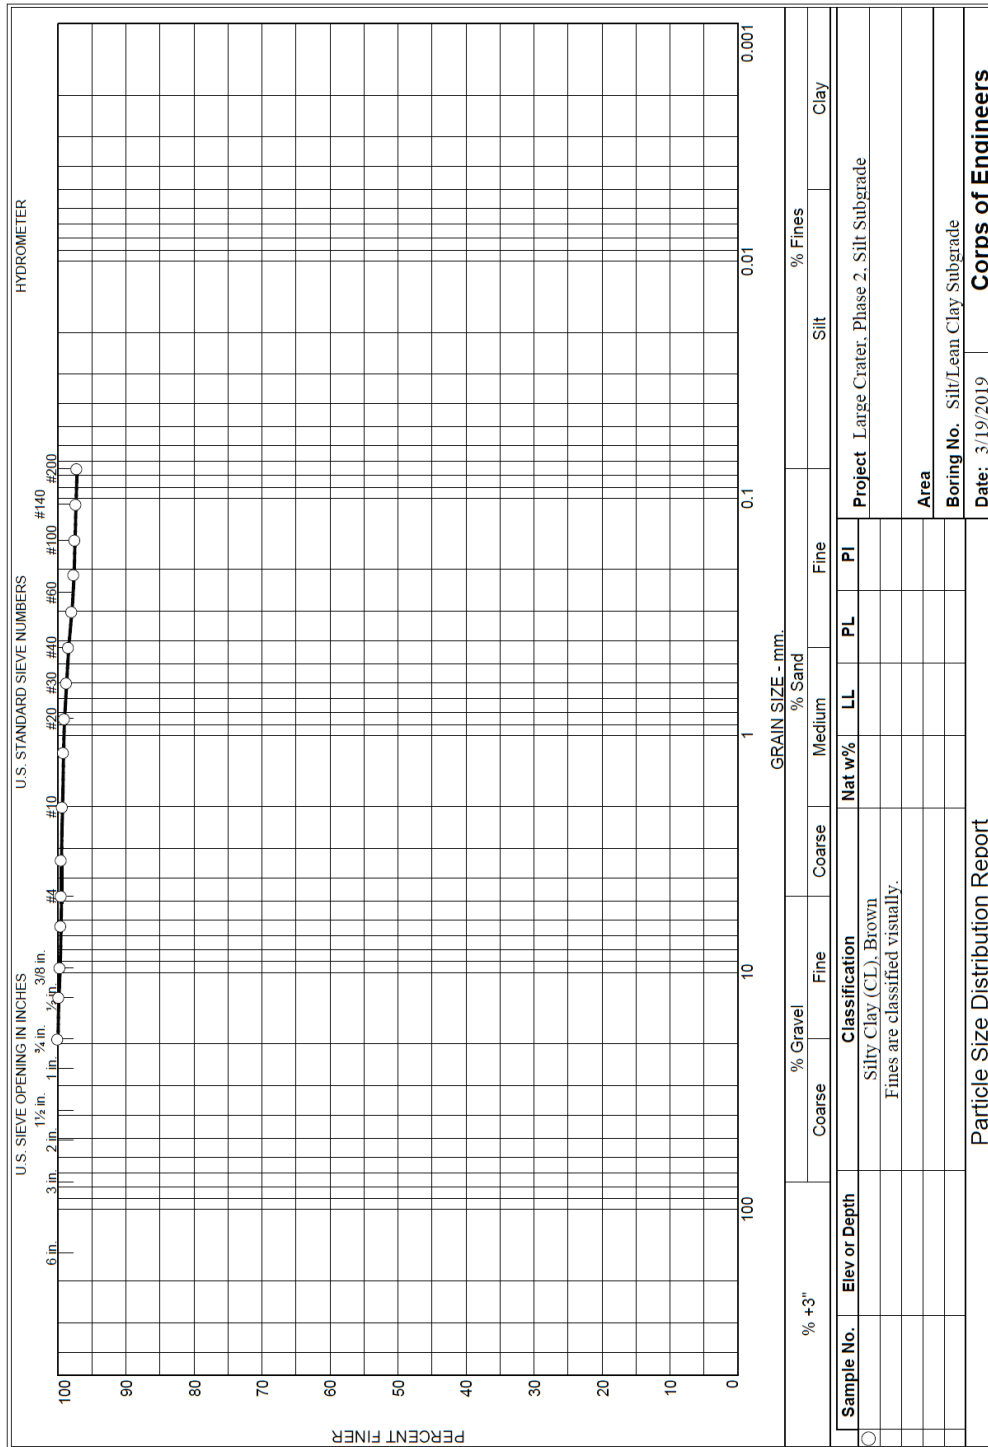 U.S. SIEVE OPENING IN INCHES
U.S. STANDARD SIEVE NUMBERS
HYDROMETER
6 in.
3 in.
2 in.
1½ in.
1 in.
¾ in.
½ in.
3/8 in.
#4
#10
#20
#30
#40
#60
#100
#140
#200
PERCENT FINER
100
90
80
70
60
50
40
30
20
10
0
100
10
1
0.1
0.01
0.001
GRAIN SIZE - mm.
% +3"
% Gravel
% Sand
% Fines
Coarse
Fine
Coarse
Medium
Fine
Silt
Clay
Sample No.
Elev or Depth
Classification
Nat w%
LL
PL
PI
Silty Clay (CL), Brown
Fines are classified visually.
Project Large Crater, Phase 2, Silt Subgrade
Area
Boring No. Silt/Lean Clay Subgrade
Particle Size Distribution Report
Date: 3/19/2019
Corps of Engineers